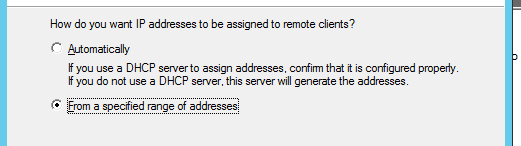 How do you want IP addresses to be assigned to remote clients?
Automatically
If you use a DHCP server to assign addresses, confirm that it is configured properly.
If you do not use a DHCP server, this server will generate the addresses.
From a specified range of addresses